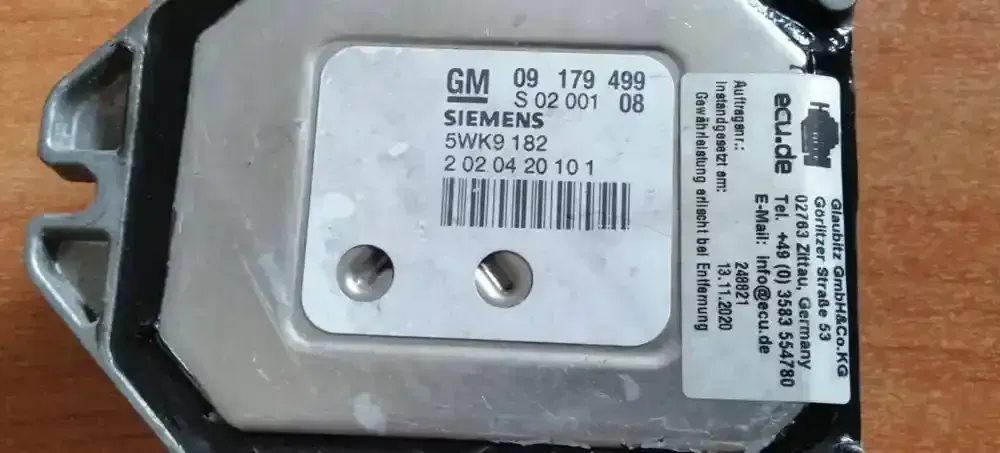 GM 09 179 499
S 02 001 08
SIEMENS
5WK9 182
2 02 04 20 10 1
ecu.de
Glaubitz GmbH&Co.KG
Görlitzer Straße 53
02763 Zittau, Germany
Tel. +49 (0) 3583 554780
E-Mail: info@ecu.de
Auftragsnr.: 248821
Instandgesetzt am: 13.11.2020
Gewährleistung erlischt bei Entfernung